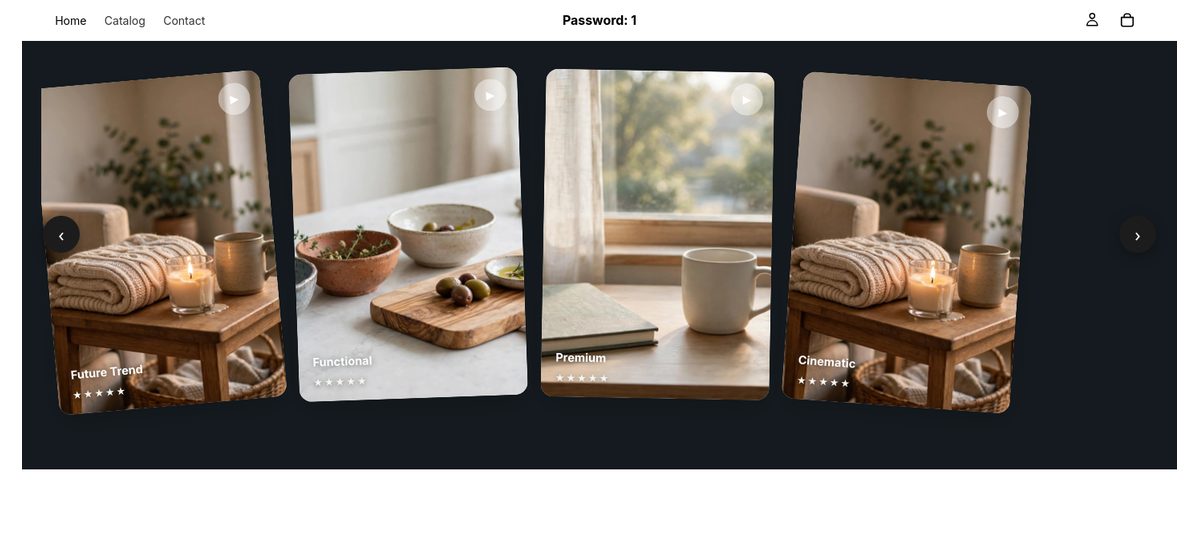 Home Catalog Contact Password: 1
Future Trend
★★★★★
Functional
★★★★★
Premium
★★★★★
Cinematic
★★★★★